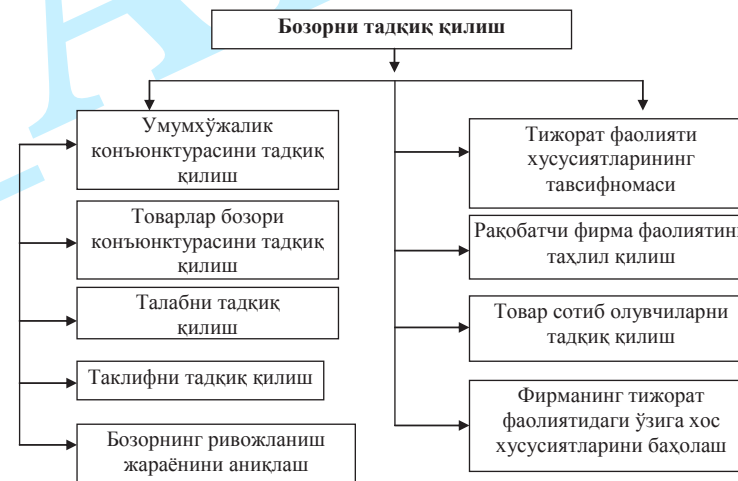 Бозорни тадқиқ қилиш
Умумхўжалик
конъюнктурасини тадқиқ
қилиш
Товарлар бозори
конъюнктурасини тадқиқ
қилиш
Талабни тадқиқ
қилиш
Таклифни тадқиқ қилиш
Бозорнинг ривожланиш
жараёнини аниқлаш
Тижорат фаолияти
хусусиятларининг
тавсифномаси
Рақобатчи фирма фаолиятин
таҳлил қилиш
Товар сотиб олувчиларни
тадқиқ қилиш
Фирманинг тижорат
фаолиятидаги ўзига хос
хусусиятларини баҳолаш